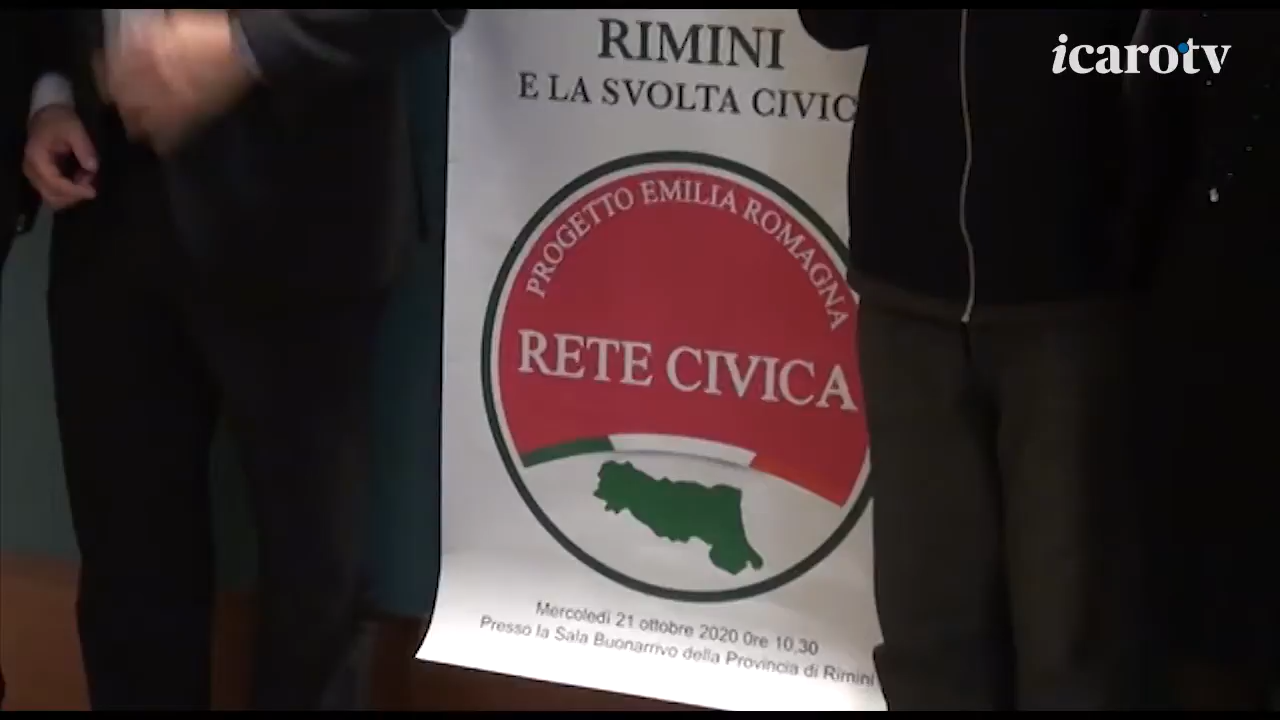 icarotv
RIMINI
E LA SVOLTA CIVIC
PROGETTO EMILIA ROMAGNA
RETE CIVICA
Mercoledì 21 ottobre 2020 Ore 10,30
Presso la Sala Buonarrivo della Provincia di Rimini